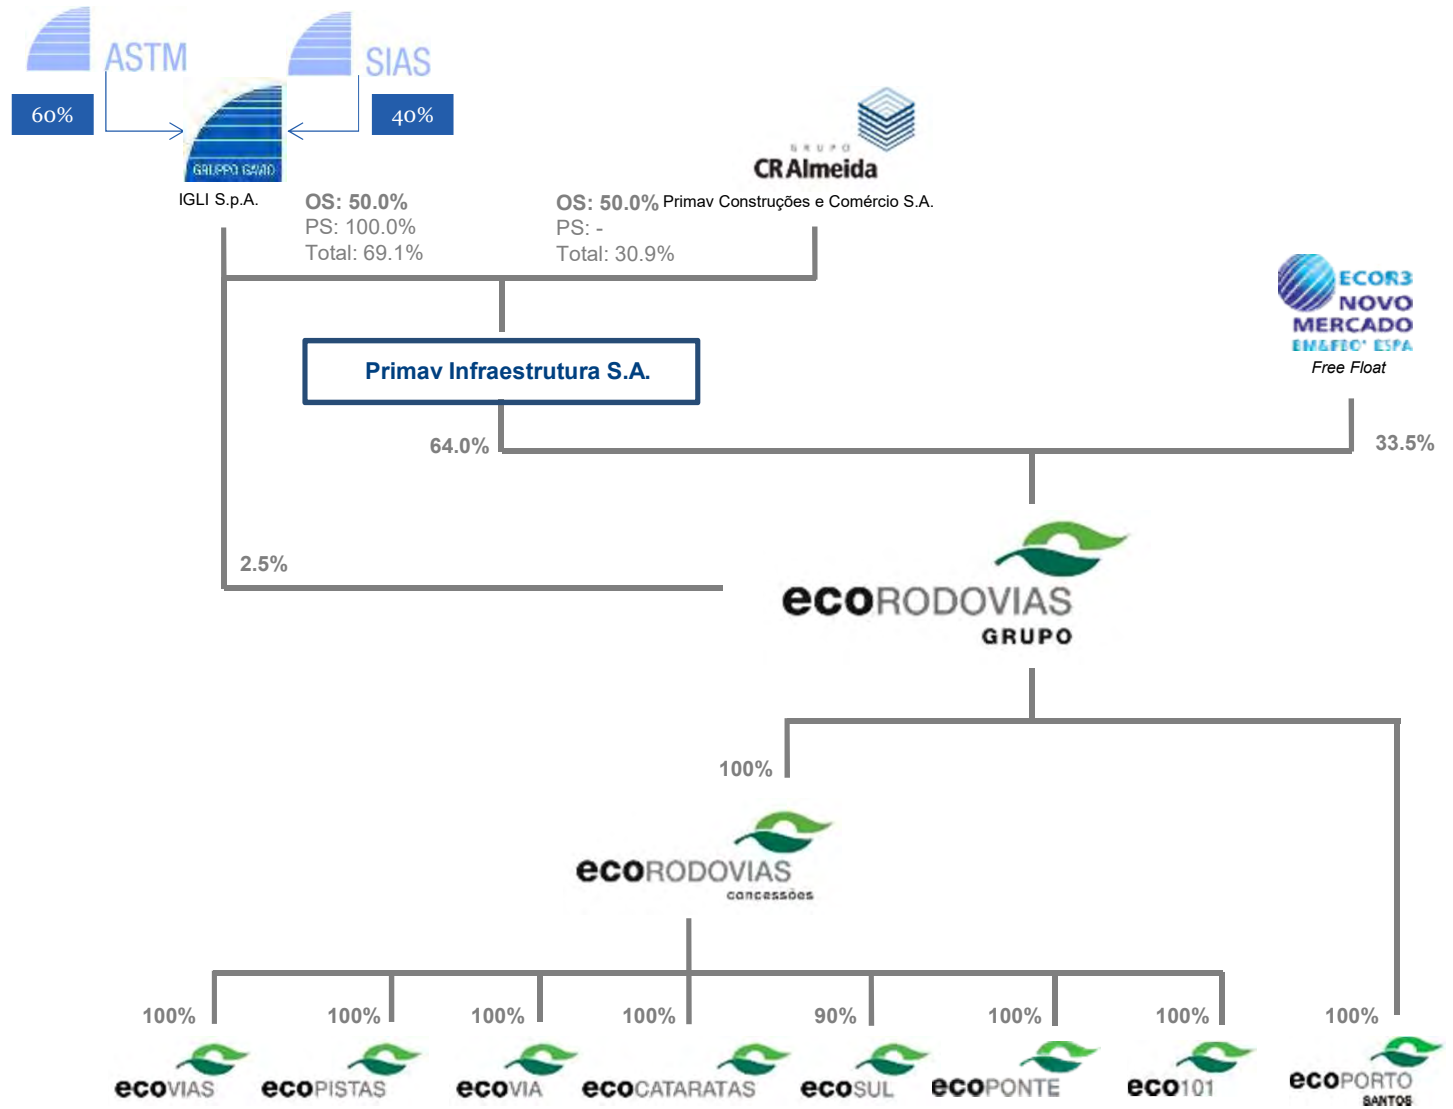 ASTM
SIAS
60%
40%
GRUPPO GAVIO
IGLI S.p.A.
GRUPO
CR Almeida
Primav Construções e Comércio S.A.
OS: 50.0%
PS: 100.0%
Total: 69.1%
OS: 50.0%
PS: -
Total: 30.9%
ECOR3
NOVO
MERCADO
Free Float
Primav Infraestrutura S.A.
64.0%
33.5%
2.5%
ecoRODOVIAS
GRUPO
100%
ecoRODOVIAS
concessões
100%
100%
100%
100%
90%
100%
100%
100%
ecoVIAS
ecoPISTAS
ecoVIA
ecoCATARATAS
ecoSUL
ecoPONTE
eco101
ecoPORTO
SANTOS